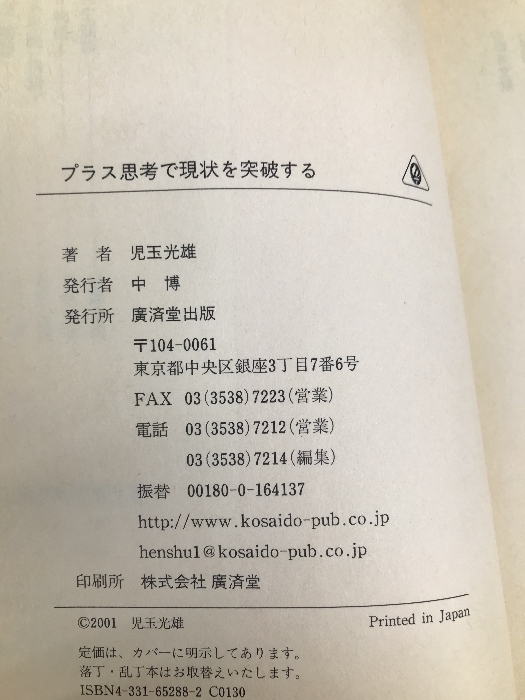 プラス思考で現状を突破する
著 者 児玉光雄
発行者 中 博
発行所 廣済堂出版
〒104-0061
東京都中央区銀座3丁目7番6号
FAX 03(3538)7223(営業)
電話 03(3538)7212(営業)
03(3538)7214(編集)
振替 00180-0-164137
http://www.kosaido-pub.co.jp
henshu1@kosaido-pub.co.jp
印刷所 株式会社 廣済堂
©2001 児玉光雄 Printed in Japan
定価は、カバーに明示してあります。
落丁・乱丁本はお取替えいたします。
ISBN4-331-65288-2 C0130